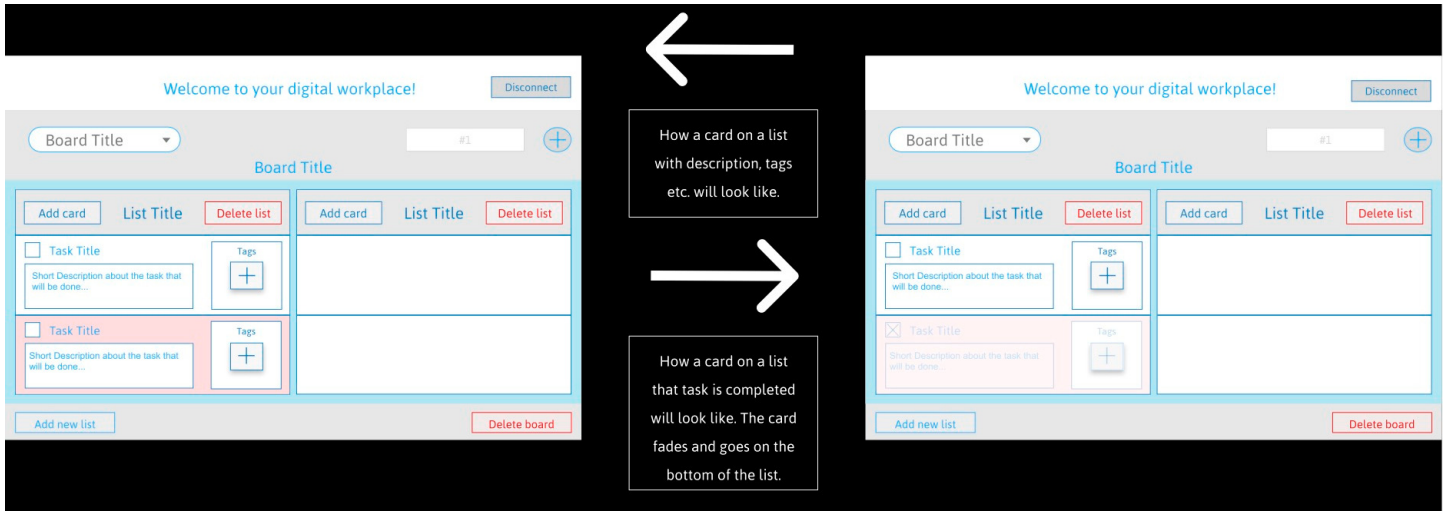 Welcome to your digital workplace!
Disconnect
Board Title
#1
Board Title
Add card
List Title
Delete list
Add card
List Title
Delete list
Task Title
Tags
Short Description about the task that
will be done...
Task Title
Tags
Short Description about the task that
will be done...
Add new list
Delete board
How a card on a list
with description, tags
etc. will look like.
How a card on a list
that task is completed
will look like. The card
fades and goes on the
bottom of the list.
Welcome to your digital workplace!
Disconnect
Board Title
#1
Board Title
Add card
List Title
Delete list
Add card
List Title
Delete list
Task Title
Tags
Short Description about the task that
will be done...
Task Title
Tags
Short Description about the task that
will be done...
Add new list
Delete board